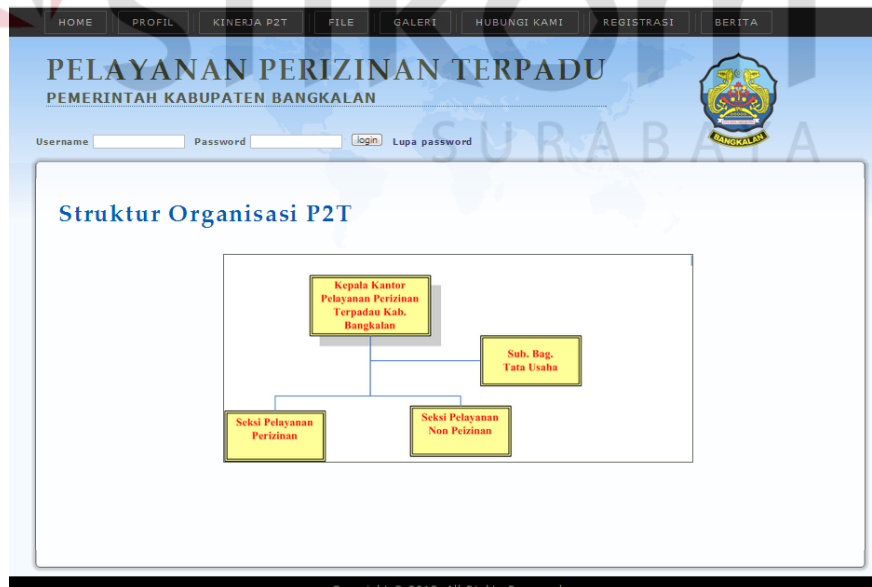 HOME PROFIL KINERJA P2T FILE GALERI HUBUNGI KAMI REGISTRASI BERITA
PELAYANAN PERIZINAN TERPADU
PEMERINTAH KABUPATEN BANGKALAN
BANGKALAN
Username Password login Lupa password
SURABAYA
Struktur Organisasi P2T
Kepala Kantor
Pelayanan Perizinan
Terpadau Kab.
Bangkalan
Sub. Bag.
Tata Usaha
Seksi Pelayanan
Perizinan
Seksi Pelayanan
Non Peizinan